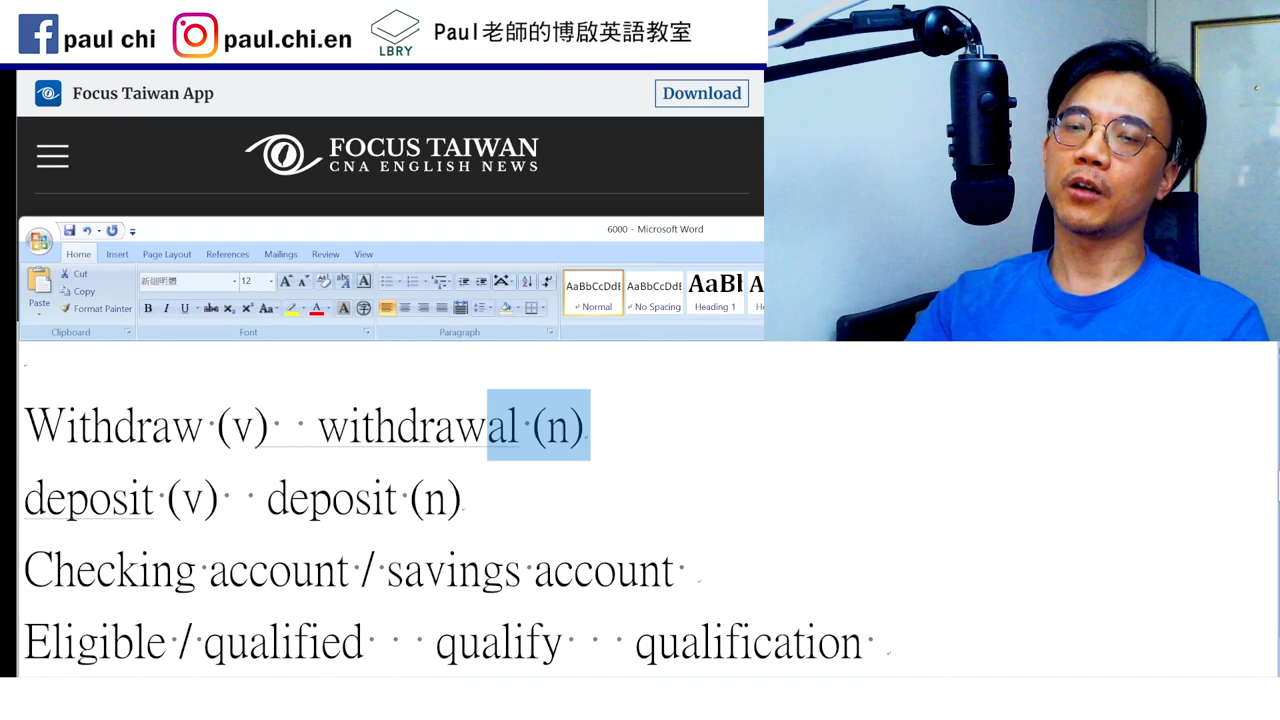 paul chi
paul.chi.en
LBRY
Paul老師的博啟英語教室
Focus Taiwan App
Download
FOCUS TAIWAN
CNA ENGLISH NEWS
6000 - Microsoft Word
Home Insert Page Layout References Mailings Review View
Paste
Cut
Copy
Format Painter
新細明體 12
AaBbCcDdE AaBbCcDdE AaBb
Normal No Spacing Heading 1
Clipboard Font Paragraph
Withdraw (v) withdrawal (n)
deposit (v) deposit (n)
Checking account / savings account
Eligible / qualified qualify qualification